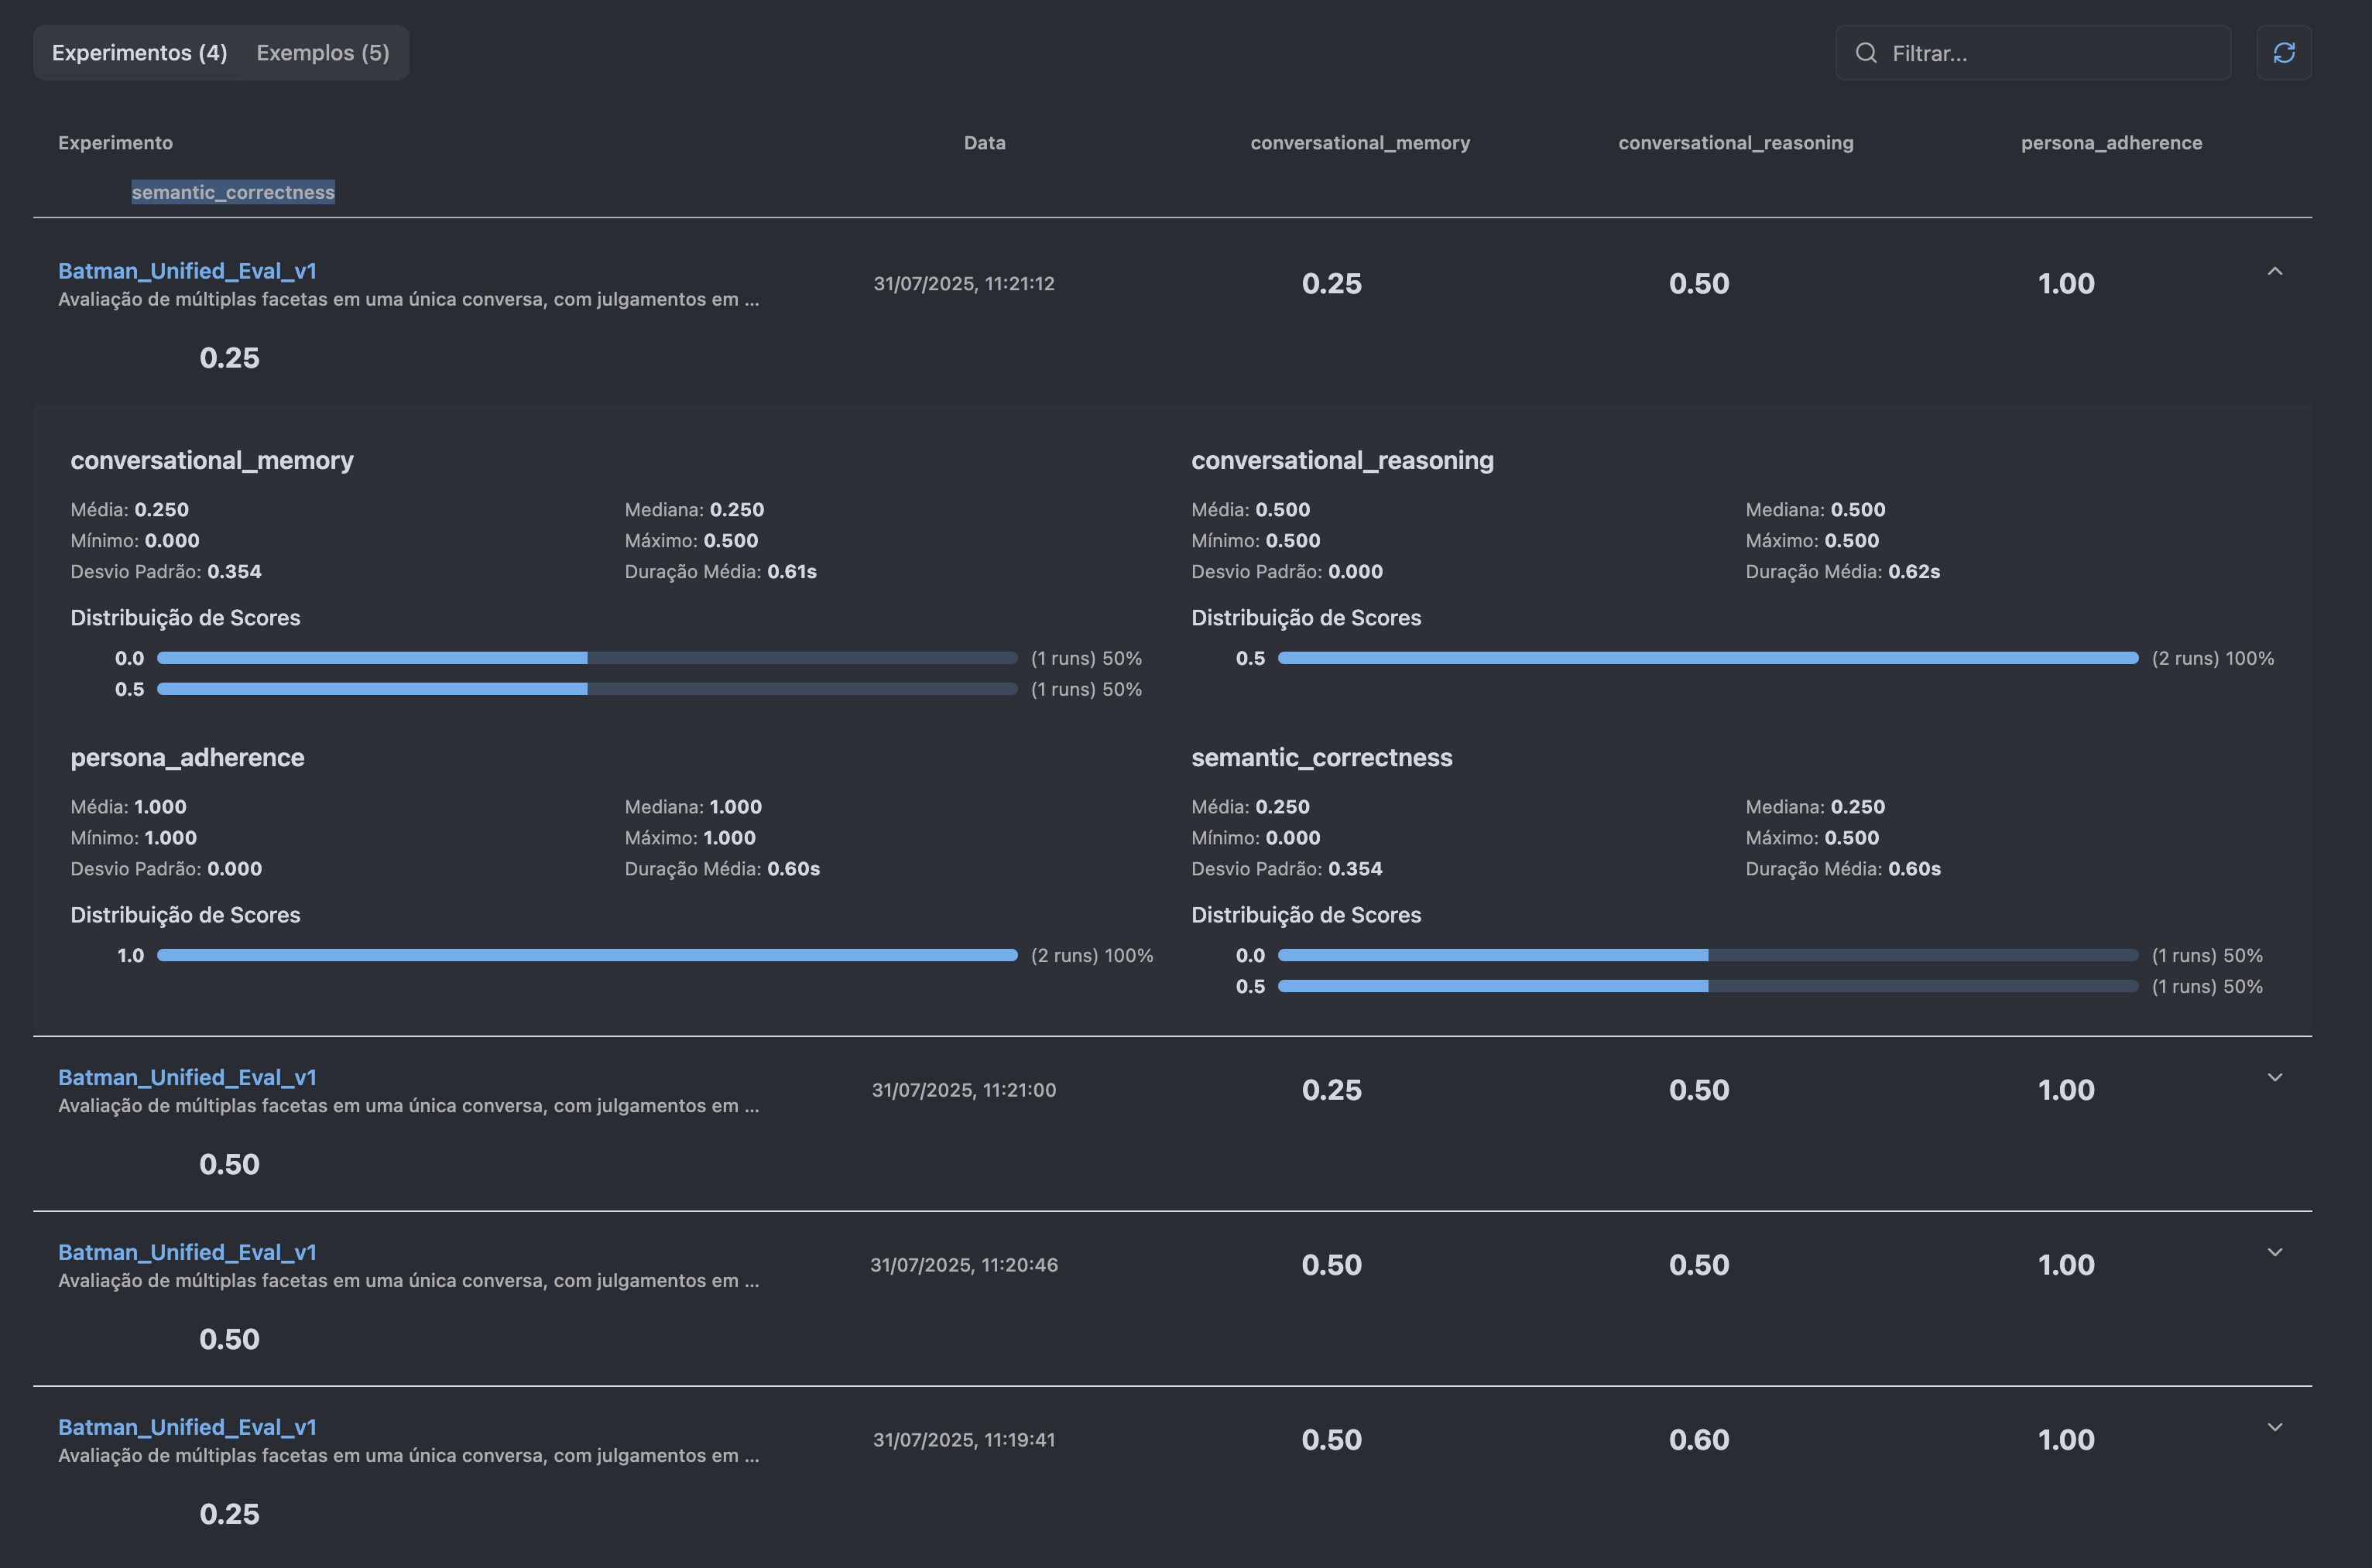 Experimentos (4) Exemplos (5) Filtrar...
Experimento Data conversational_memory conversational_reasoning persona_adherence
semantic_correctness
Batman_Unified_Eval_v1
Avaliação de múltiplas facetas em uma única conversa, com julgamentos em ...
31/07/2025, 11:21:12 0.25 0.50 1.00
0.25
conversational_memory
Média: 0.250 Mediana: 0.250
Mínimo: 0.000 Máximo: 0.500
Desvio Padrão: 0.354 Duração Média: 0.61s
Distribuição de Scores
0.0 (1 runs) 50%
0.5 (1 runs) 50%
conversational_reasoning
Média: 0.500 Mediana: 0.500
Mínimo: 0.500 Máximo: 0.500
Desvio Padrão: 0.000 Duração Média: 0.62s
Distribuição de Scores
0.5 (2 runs) 100%
persona_adherence
Média: 1.000 Mediana: 1.000
Mínimo: 1.000 Máximo: 1.000
Desvio Padrão: 0.000 Duração Média: 0.60s
Distribuição de Scores
1.0 (2 runs) 100%
semantic_correctness
Média: 0.250 Mediana: 0.250
Mínimo: 0.000 Máximo: 0.500
Desvio Padrão: 0.354 Duração Média: 0.60s
Distribuição de Scores
0.0 (1 runs) 50%
0.5 (1 runs) 50%
Batman_Unified_Eval_v1
Avaliação de múltiplas facetas em uma única conversa, com julgamentos em ...
31/07/2025, 11:21:00 0.25 0.50 1.00
0.50
Batman_Unified_Eval_v1
Avaliação de múltiplas facetas em uma única conversa, com julgamentos em ...
31/07/2025, 11:20:46 0.50 0.50 1.00
0.50
Batman_Unified_Eval_v1
Avaliação de múltiplas facetas em uma única conversa, com julgamentos em ...
31/07/2025, 11:19:41 0.50 0.60 1.00
0.25